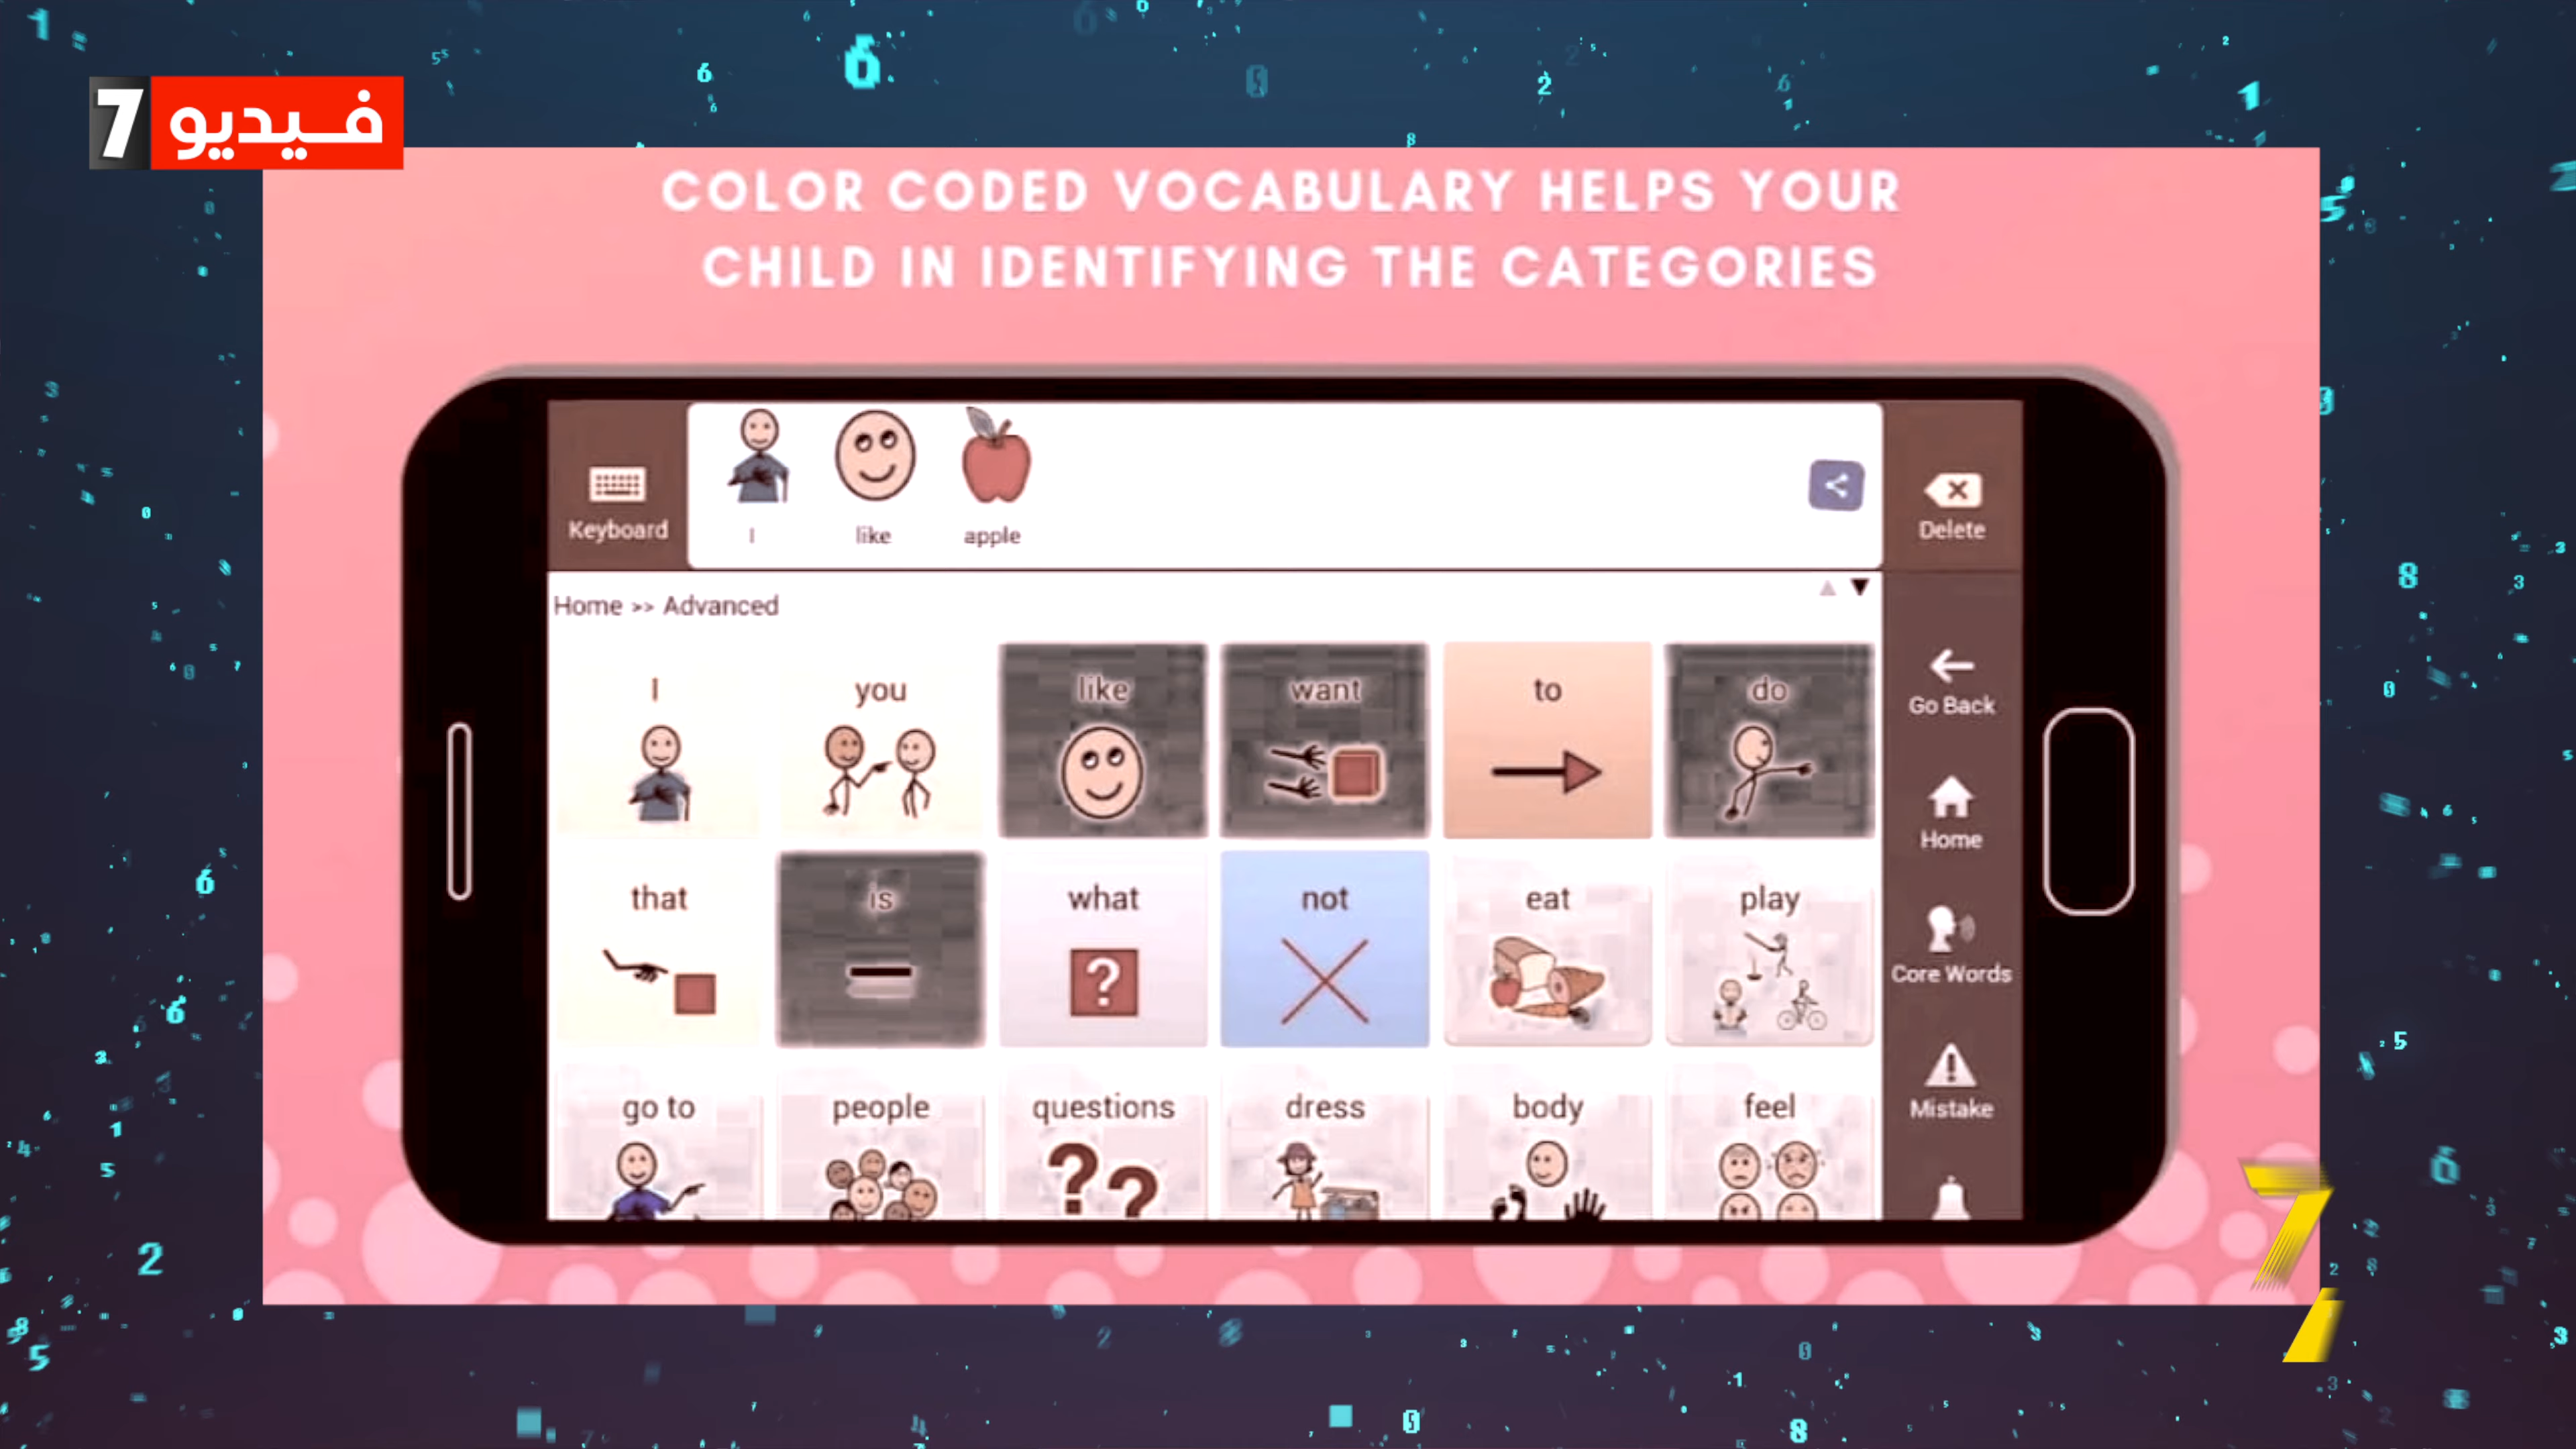 7 فيديو
COLOR CODED VOCABULARY HELPS YOUR
CHILD IN IDENTIFYING THE CATEGORIES
Keyboard
I like apple
Delete
Home >> Advanced
I you like want to do
Go Back
Home
that is what not eat play
Core Words
Mistake
go to people questions dress body feel
7